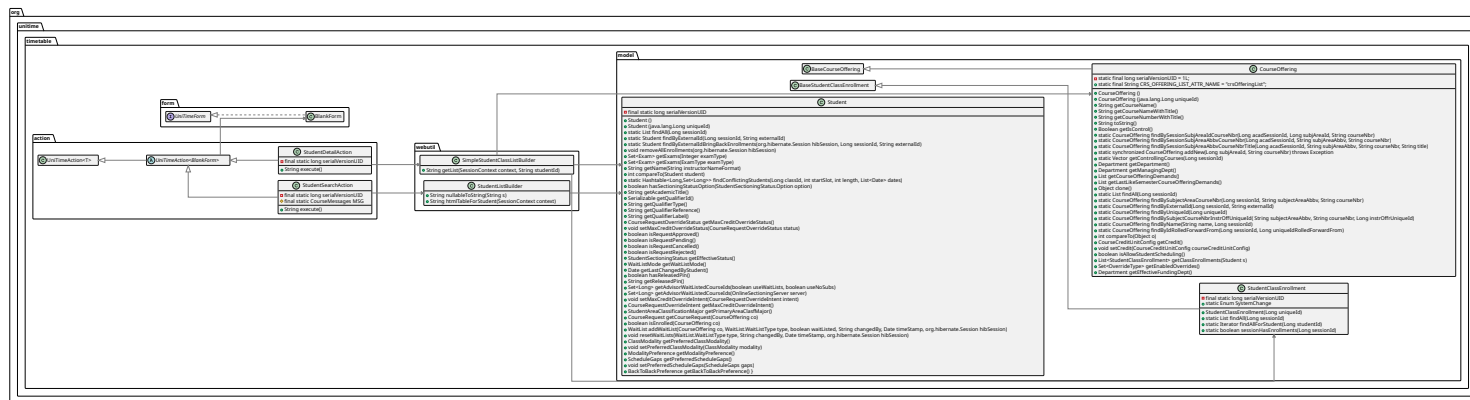 org
unitime
timetable
model
BaseCourseOffering
BaseStudentClassEnrollment
CourseOffering
static final long serialVersionUID = 1L;
static final String CRS_OFFERING_LIST_ATTR_NAME = "crsOfferingList";
CourseOffering ()
CourseOffering (java.lang.Long uniqueId)
String getCourseName()
String getCourseNameWithTitle()
String getCourseNumberWithTitle()
String toString()
Boolean getIsControl()
static CourseOffering findBySessionSubjAreaIdCourseNbr(Long acadSessionId, Long subjAreaId, String courseNbr)
static CourseOffering findBySessionSubjAreaAbbvCourseNbr(Long acadSessionId, String subjAreaAbbv, String courseNbr)
static CourseOffering findBySessionSubjAreaAbbvCourseNbrTitle(Long acadSessionId, String subjAreaAbbv, String courseNbr, String title)
static synchronized CourseOffering addNew(Long subjAreaId, String courseNbr) throws Exception
static Vector getControllingCourses(Long sessionId)
Department getDepartment()
Department getManagingDept()
List getCourseOfferingDemands()
List getLastLikeSemesterCourseOfferingDemands()
Object clone()
static List findAll(Long sessionId)
static CourseOffering findBySubjectAreaCourseNbr(Long sessionId, String subjectAreaAbbv, String courseNbr)
static CourseOffering findByExternalId(Long sessionId, String externalId)
static CourseOffering findByUniqueId(Long uniqueId)
static CourseOffering findBySubjectCourseNbrInstrOffUniqueId( String subjectAreaAbbv, String courseNbr, Long instrOffrUniqueId)
static CourseOffering findByName(String name, Long sessionId)
static CourseOffering findByIdRolledForwardFrom(Long sessionId, Long uniqueIdRolledForwardFrom)
int compareTo(Object o)
CourseCreditUnitConfig getCredit()
void setCredit(CourseCreditUnitConfig courseCreditUnitConfig)
boolean isAllowStudentScheduling()
List<StudentClassEnrollment> getClassEnrollments(Student s)
Set<OverrideType> getEnabledOverrides()
Department getEffectiveFundingDept()
Student
final static long serialVersionUID
Student ()
Student (java.lang.Long uniqueId)
static List findAll(Long sessionId)
static Student findByExternalId(Long sessionId, String externalId)
static Student findByExternalIdBringBackEnrollments(org.hibernate.Session hibSession, Long sessionId, String externalId)
void removeAllEnrollments(org.hibernate.Session hibSession)
Set<Exam> getExams(Integer examType)
Set<Exam> getExams(ExamType examType)
String getName(String instructorNameFormat)
int compareTo(Student student)
static Hashtable<Long,Set<Long>> findConflictingStudents(Long classId, int startSlot, int length, List<Date> dates)
boolean hasSectioningStatusOption(StudentSectioningStatus.Option option)
String getAcademicTitle()
Serializable getQualifierId()
String getQualifierType()
String getQualifierReference()
String getQualifierLabel()
CourseRequestOverrideStatus getMaxCreditOverrideStatus()
void setMaxCreditOverrideStatus(CourseRequestOverrideStatus status)
boolean isRequestApproved()
boolean isRequestPending()
boolean isRequestCancelled()
boolean isRequestRejected()
StudentSectioningStatus getEffectiveStatus()
WaitListMode getWaitListMode()
Date getLastChangedByStudent()
boolean hasReleasedPin()
String getReleasedPin()
Set<Long> getAdvisorWaitListedCourseIds(boolean useWaitLists, boolean useNoSubs)
Set<Long> getAdvisorWaitListedCourseIds(OnlineSectioningServer server)
void setMaxCreditOverrideIntent(CourseRequestOverrideIntent intent)
CourseRequestOverrideIntent getMaxCreditOverrideIntent()
StudentAreaClassificationMajor getPrimaryAreaClasfMajor()
CourseRequest getCourseRequest(CourseOffering co)
boolean isEnrolled(CourseOffering co)
WaitList addWaitList(CourseOffering co, WaitList.WaitListType type, boolean waitListed, String changedBy, Date timeStamp, org.hibernate.Session hibSession)
void resetWaitLists(WaitList.WaitListType type, String changedBy, Date timeStamp, org.hibernate.Session hibSession)
ClassModality getPreferredClassModality()
void setPreferredClassModality(ClassModality modality)
ModalityPreference getModalityPreference()
ScheduleGaps getPreferredScheduleGaps()
void setPreferredScheduleGaps(ScheduleGaps gaps)
BackToBackPreference getBackToBackPreference() }
StudentClassEnrollment
final static long serialVersionUID
static Enum SystemChange
StudentClassEnrollment(Long uniqueId)
static List findAll(Long sessionId)
static Iterator findAllForStudent(Long studentId)
static boolean sessionHasEnrollments(Long sessionId)
form
UniTimeForm
BlankForm
action
UniTimeAction<T>
UniTimeAction<BlankForm>
StudentDetailAction
final static long serialVersionUID
String execute()
StudentSearchAction
final static long serialVersionUID
final static CourseMessages MSG
String execute()
webutil
SimpleStudentClassListBuilder
String getList(SessionContext context, String studentId)
StudentListBuilder
String nullableToString(String s)
String htmlTableForStudent(SessionContext context)